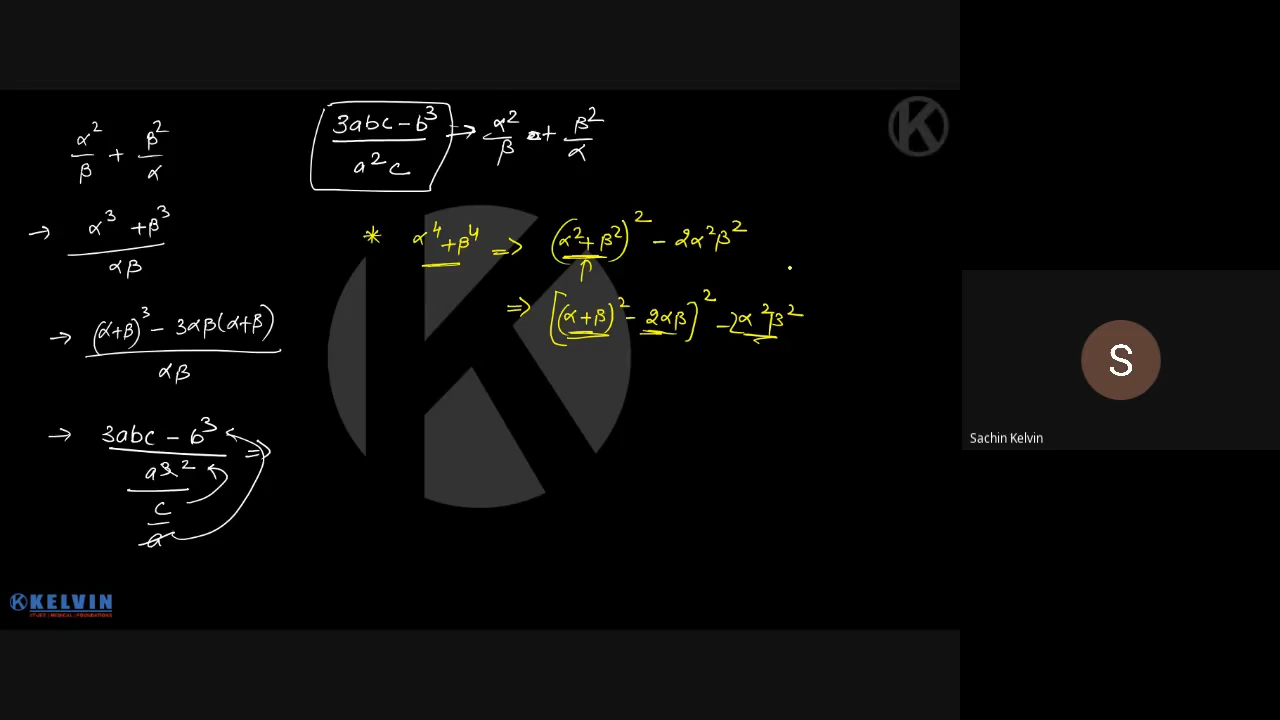 α²/β + β²/α
→ (α³ + β³)/(αβ)
→ ((α+β)³ − 3αβ(α+β))/(αβ)
→ (3abc − b³)/(a³²)/(c/a) =>
(3abc − b³)/(a²c) → α²/β + β²/α
* α⁴ + β⁴ => (α² + β²)² − 2α²β²
=> [(α + β)² − 2αβ]² − 2α²β²
K
KELVIN
S
Sachin Kelvin